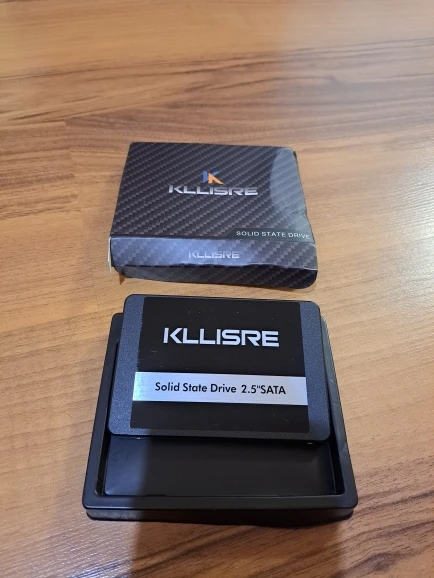 KLLISRE
SOLID STATE DRIVE
KLLISRE
KLLISRE
Solid State Drive 2.5"SATA